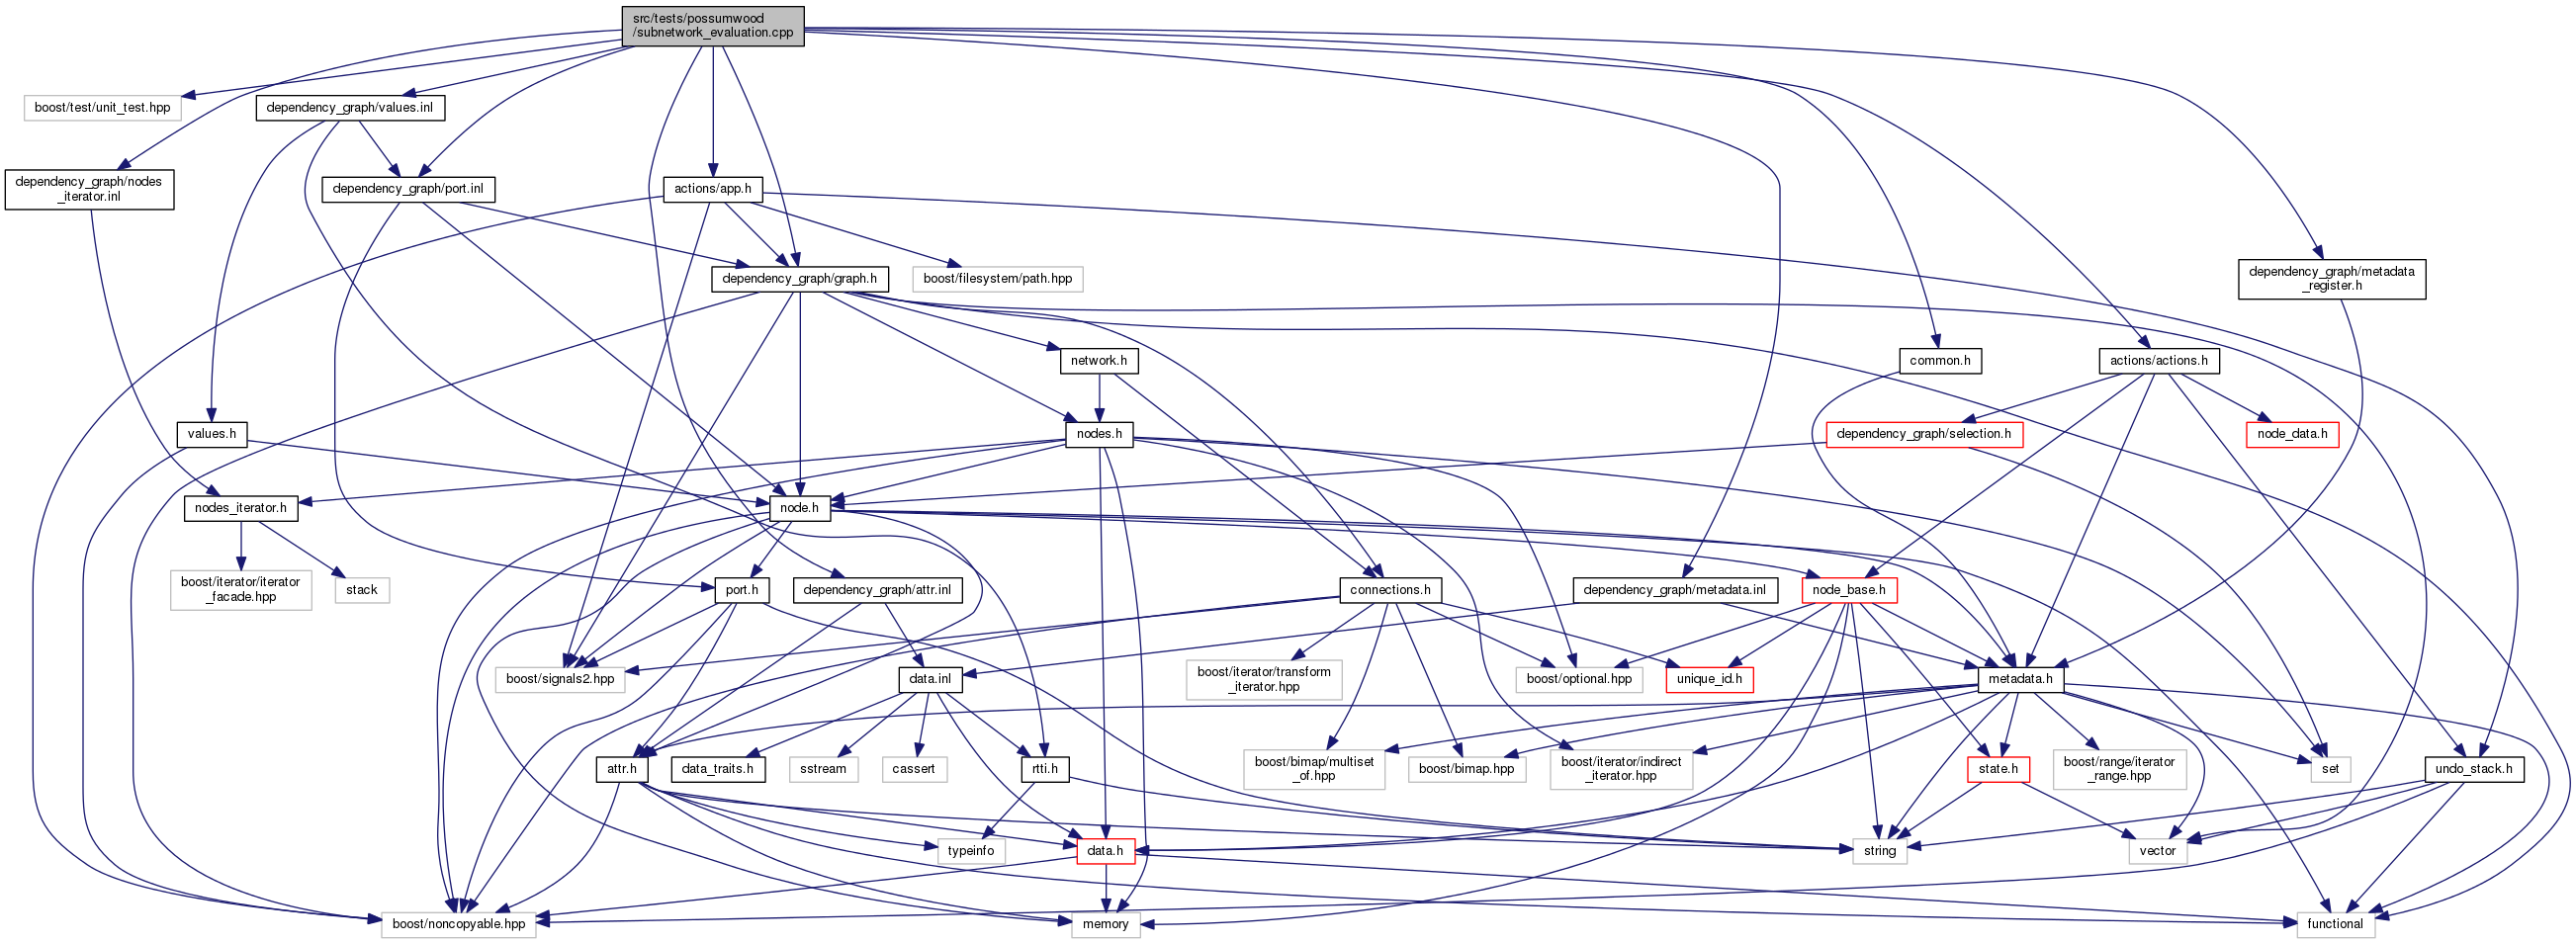 src/tests/possumwood
/subnetwork_evaluation.cpp
boost/test/unit_test.hpp
dependency_graph/values.inl
dependency_graph/nodes
_iterator.inl
dependency_graph/port.inl
actions/app.h
dependency_graph/graph.h
boost/filesystem/path.hpp
dependency_graph/metadata
_register.h
network.h
common.h
actions/actions.h
values.h
nodes.h
dependency_graph/selection.h
node_data.h
nodes_iterator.h
node.h
boost/iterator/iterator
_facade.hpp
stack
port.h
dependency_graph/attr.inl
connections.h
dependency_graph/metadata.inl
node_base.h
boost/signals2.hpp
data.inl
boost/iterator/transform
_iterator.hpp
boost/optional.hpp
unique_id.h
metadata.h
attr.h
data_traits.h
sstream
cassert
rtti.h
boost/bimap/multiset
_of.hpp
boost/bimap.hpp
boost/iterator/indirect
_iterator.hpp
state.h
boost/range/iterator
_range.hpp
set
undo_stack.h
typeinfo
data.h
string
vector
boost/noncopyable.hpp
memory
functional